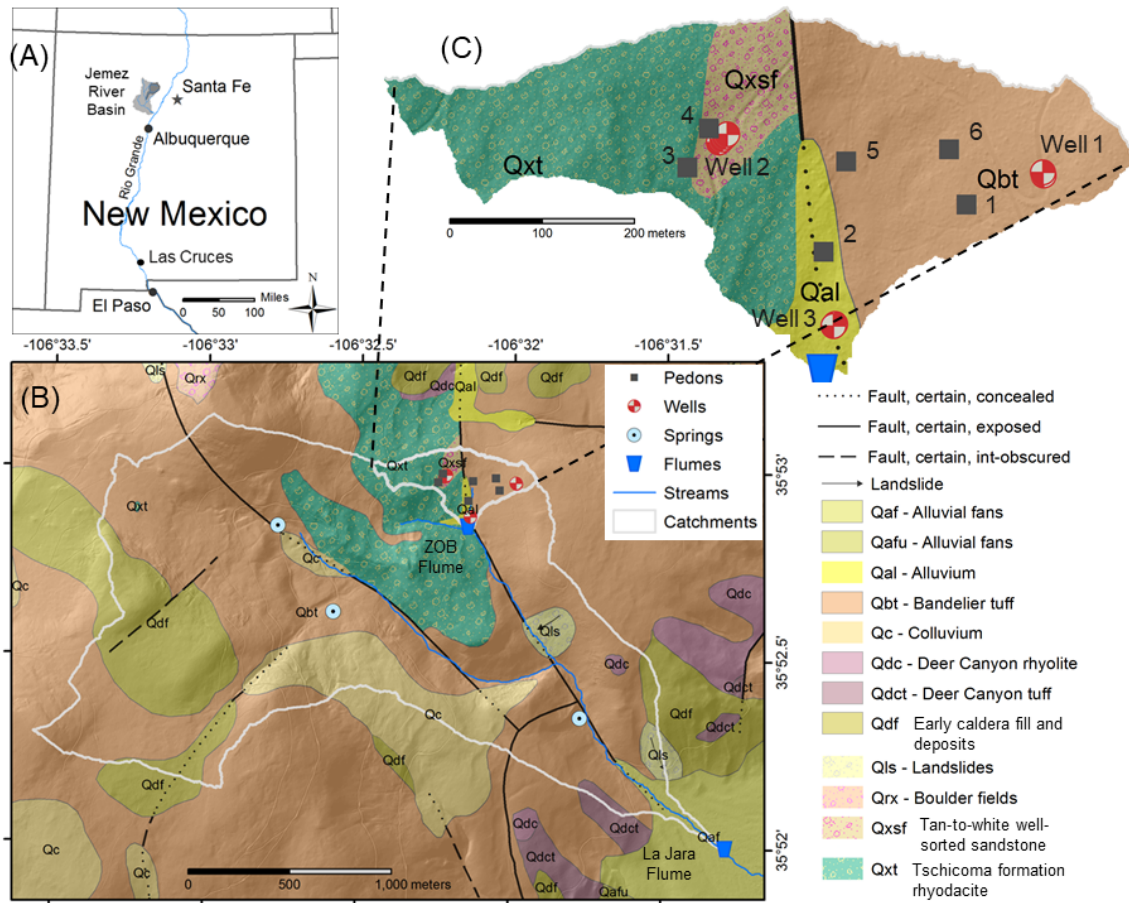 (A)
Jemez
River
Basin
Santa Fe
Albuquerque
Rio Grande
New Mexico
Las Cruces
El Paso
N
Miles
0 50 100
(C)
Qxsf
4
3
Well 2
Qxt
6
5
Well 1
Qbt
1
2
Qal
Well 3
0 100 200 meters
-106°33.5
-106°33
-106°32.5
-106°32
-106°31.5
(B)
Qls
Qrx
Qdf
Qdc
Qal
Qdf
Qdf
Qxt
Qxsf
Qal
Qxt
ZOB
Flume
Qc
Qc
Qbt
Qdf
Qls
Qdc
Qdc
Qdct
Qdf
Qdct
Qc
Qls
Qdf
Qdf
Qc
Qc
Qdc
Qdct
Qdct
Qdf
Qafu
Qaf
La Jara
Flume
0 500 1,000 meters
35°53'
35°52.5
35°52'
Pedons
Wells
Springs
Flumes
Streams
Catchments
Fault, certain, concealed
Fault, certain, exposed
Fault, certain, int-obscured
Landslide
Qaf - Alluvial fans
Qafu - Alluvial fans
Qal - Alluvium
Qbt - Bandelier tuff
Qc - Colluvium
Qdc - Deer Canyon rhyolite
Qdct - Deer Canyon tuff
Qdf Early caldera fill and
deposits
Qls - Landslides
Qrx - Boulder fields
Qxsf Tan-to-white well-
sorted sandstone
Qxt Tschicoma formation
rhyodacite